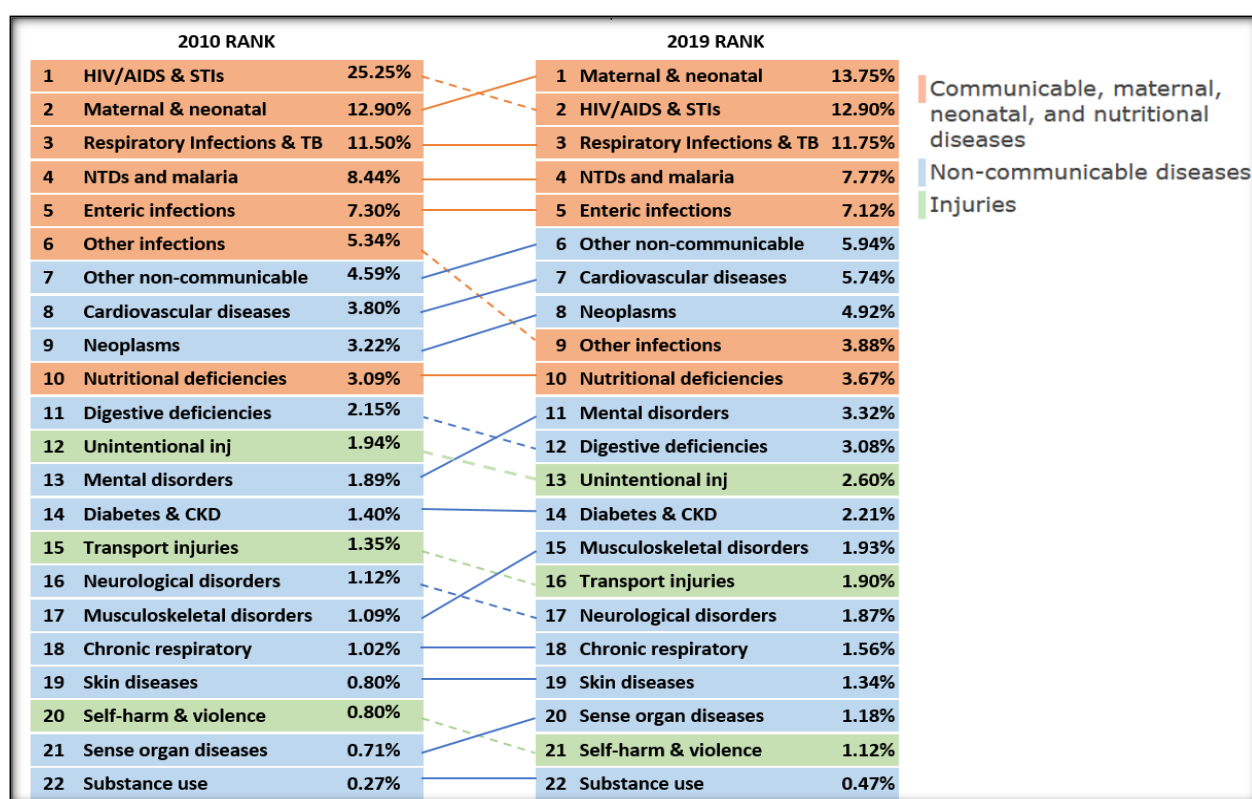 2010 RANK
1 HIV/AIDS & STIs 25.25%
2 Maternal & neonatal 12.90%
3 Respiratory Infections & TB 11.50%
4 NTDs and malaria 8.44%
5 Enteric infections 7.30%
6 Other infections 5.34%
7 Other non-communicable 4.59%
8 Cardiovascular diseases 3.80%
9 Neoplasms 3.22%
10 Nutritional deficiencies 3.09%
11 Digestive deficiencies 2.15%
12 Unintentional inj 1.94%
13 Mental disorders 1.89%
14 Diabetes & CKD 1.40%
15 Transport injuries 1.35%
16 Neurological disorders 1.12%
17 Musculoskeletal disorders 1.09%
18 Chronic respiratory 1.02%
19 Skin diseases 0.80%
20 Self-harm & violence 0.80%
21 Sense organ diseases 0.71%
22 Substance use 0.27%
2019 RANK
1 Maternal & neonatal 13.75%
2 HIV/AIDS & STIs 12.90%
3 Respiratory Infections & TB 11.75%
4 NTDs and malaria 7.77%
5 Enteric infections 7.12%
6 Other non-communicable 5.94%
7 Cardiovascular diseases 5.74%
8 Neoplasms 4.92%
9 Other infections 3.88%
10 Nutritional deficiencies 3.67%
11 Mental disorders 3.32%
12 Digestive deficiencies 3.08%
13 Unintentional inj 2.60%
14 Diabetes & CKD 2.21%
15 Musculoskeletal disorders 1.93%
16 Transport injuries 1.90%
17 Neurological disorders 1.87%
18 Chronic respiratory 1.56%
19 Skin diseases 1.34%
20 Sense organ diseases 1.18%
21 Self-harm & violence 1.12%
22 Substance use 0.47%
Communicable, maternal,
neonatal, and nutritional
diseases
Non-communicable diseases
Injuries